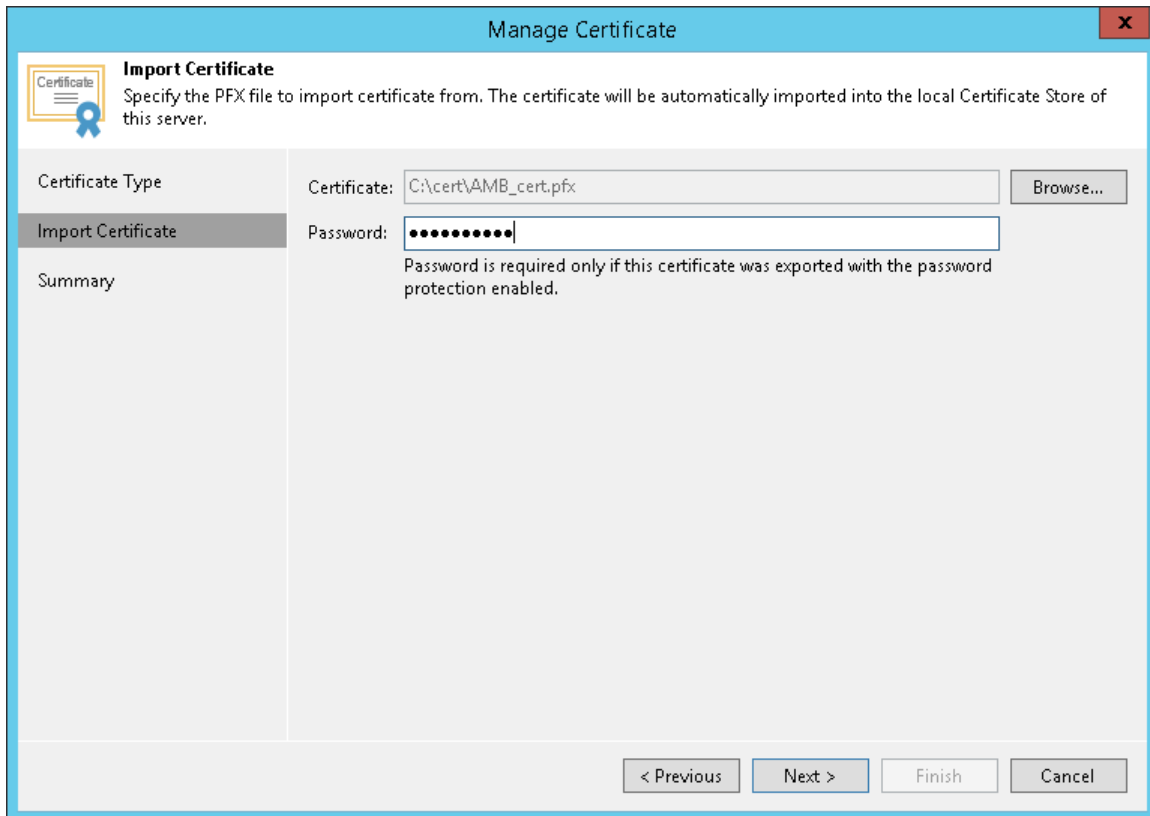 Manage Certificate
x
Certificate
Import Certificate
Specify the PFX file to import certificate from. The certificate will be automatically imported into the local Certificate Store of
this server.
Certificate Type
Import Certificate
Summary
Certificate: C:\cert\AMB_cert.pfx Browse...
Password: ●●●●●●●●●●
Password is required only if this certificate was exported with the password
protection enabled.
< Previous Next > Finish Cancel